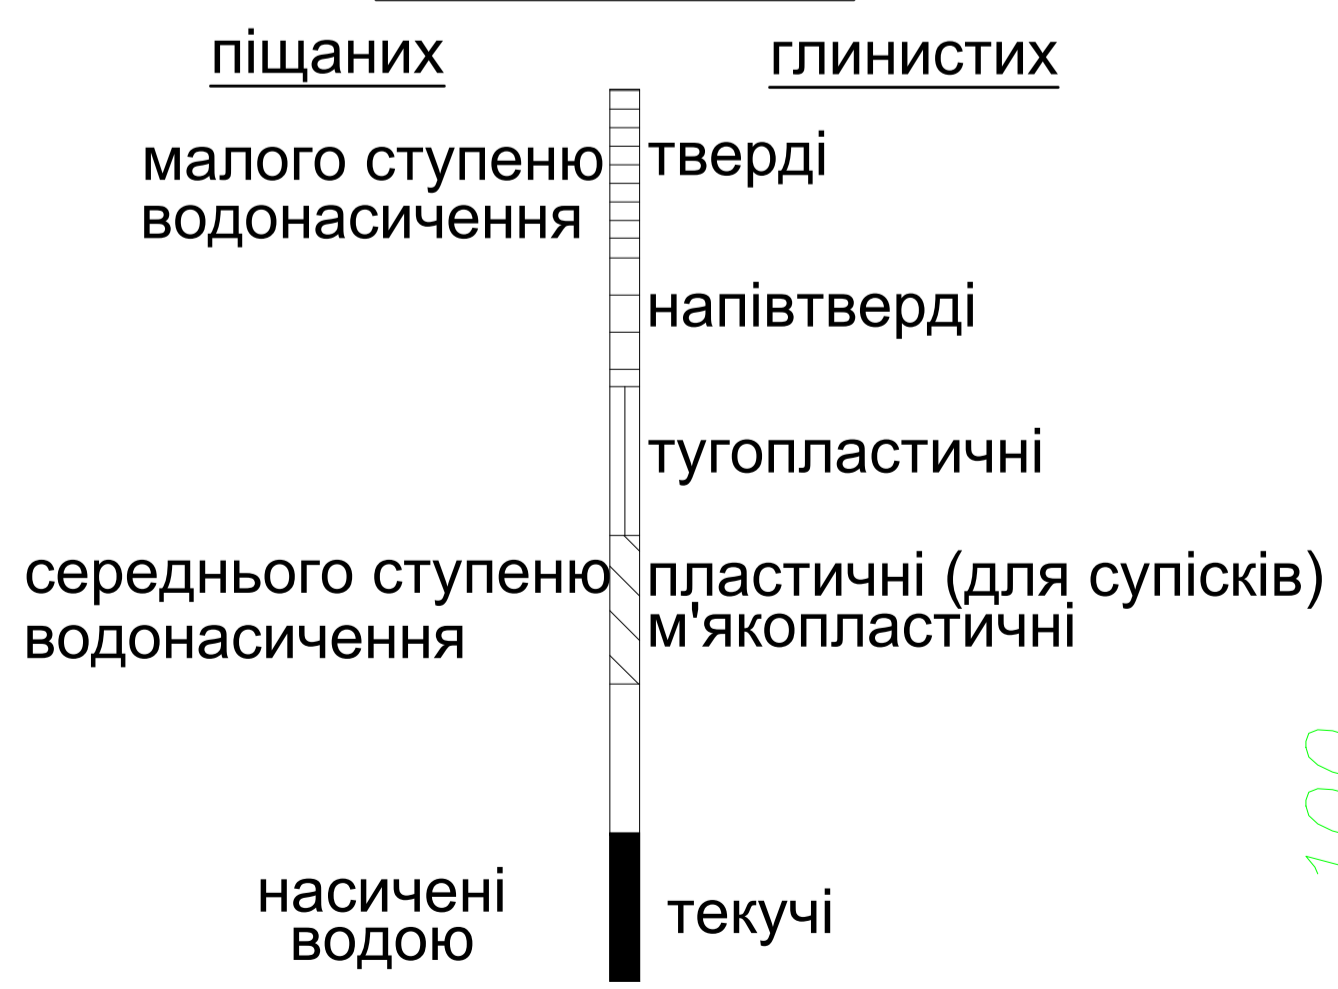 піщаних
глинистих
малого ступеню
водонасичення
тверді
напівтверді
тугопластичні
середнього ступеню
водонасичення
пластичні (для супісків)
м'якопластичні
насичені
водою
текучі